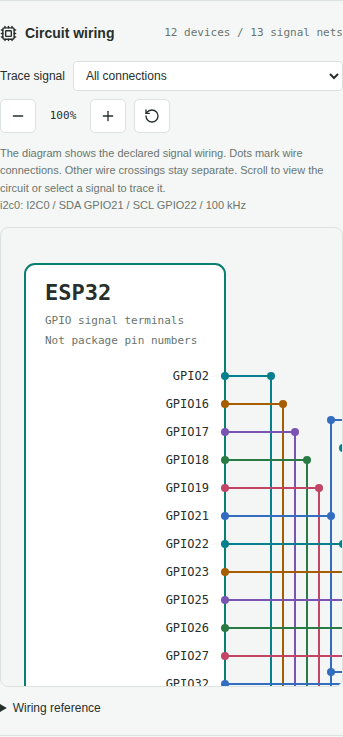 Circuit wiring
12 devices / 13 signal nets
Trace signal
All connections
100%
The diagram shows the declared signal wiring. Dots mark wire
connections. Other wire crossings stay separate. Scroll to view the
circuit or select a signal to trace it.
i2c0: I2C0 / SDA GPIO21 / SCL GPIO22 / 100 kHz
ESP32
GPIO signal terminals
Not package pin numbers
GPIO2
GPIO16
GPIO17
GPIO18
GPIO19
GPIO21
GPIO22
GPIO23
GPIO25
GPIO26
GPIO27
GPIO32
Wiring reference